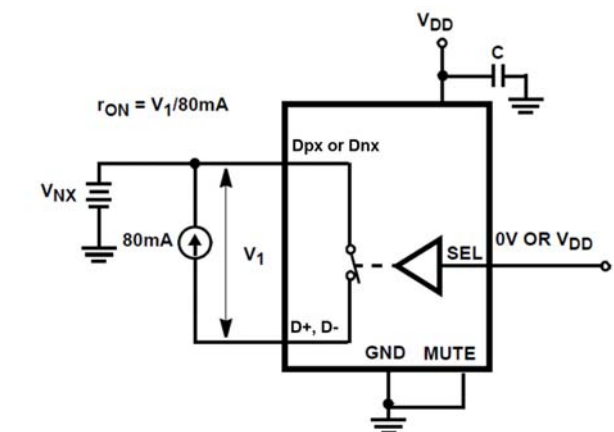 VDD
C
rON = V1/80mA
Dpx or Dnx
VNX
80mA
V1
SEL
0V OR VDD
D+, D-
GND MUTE